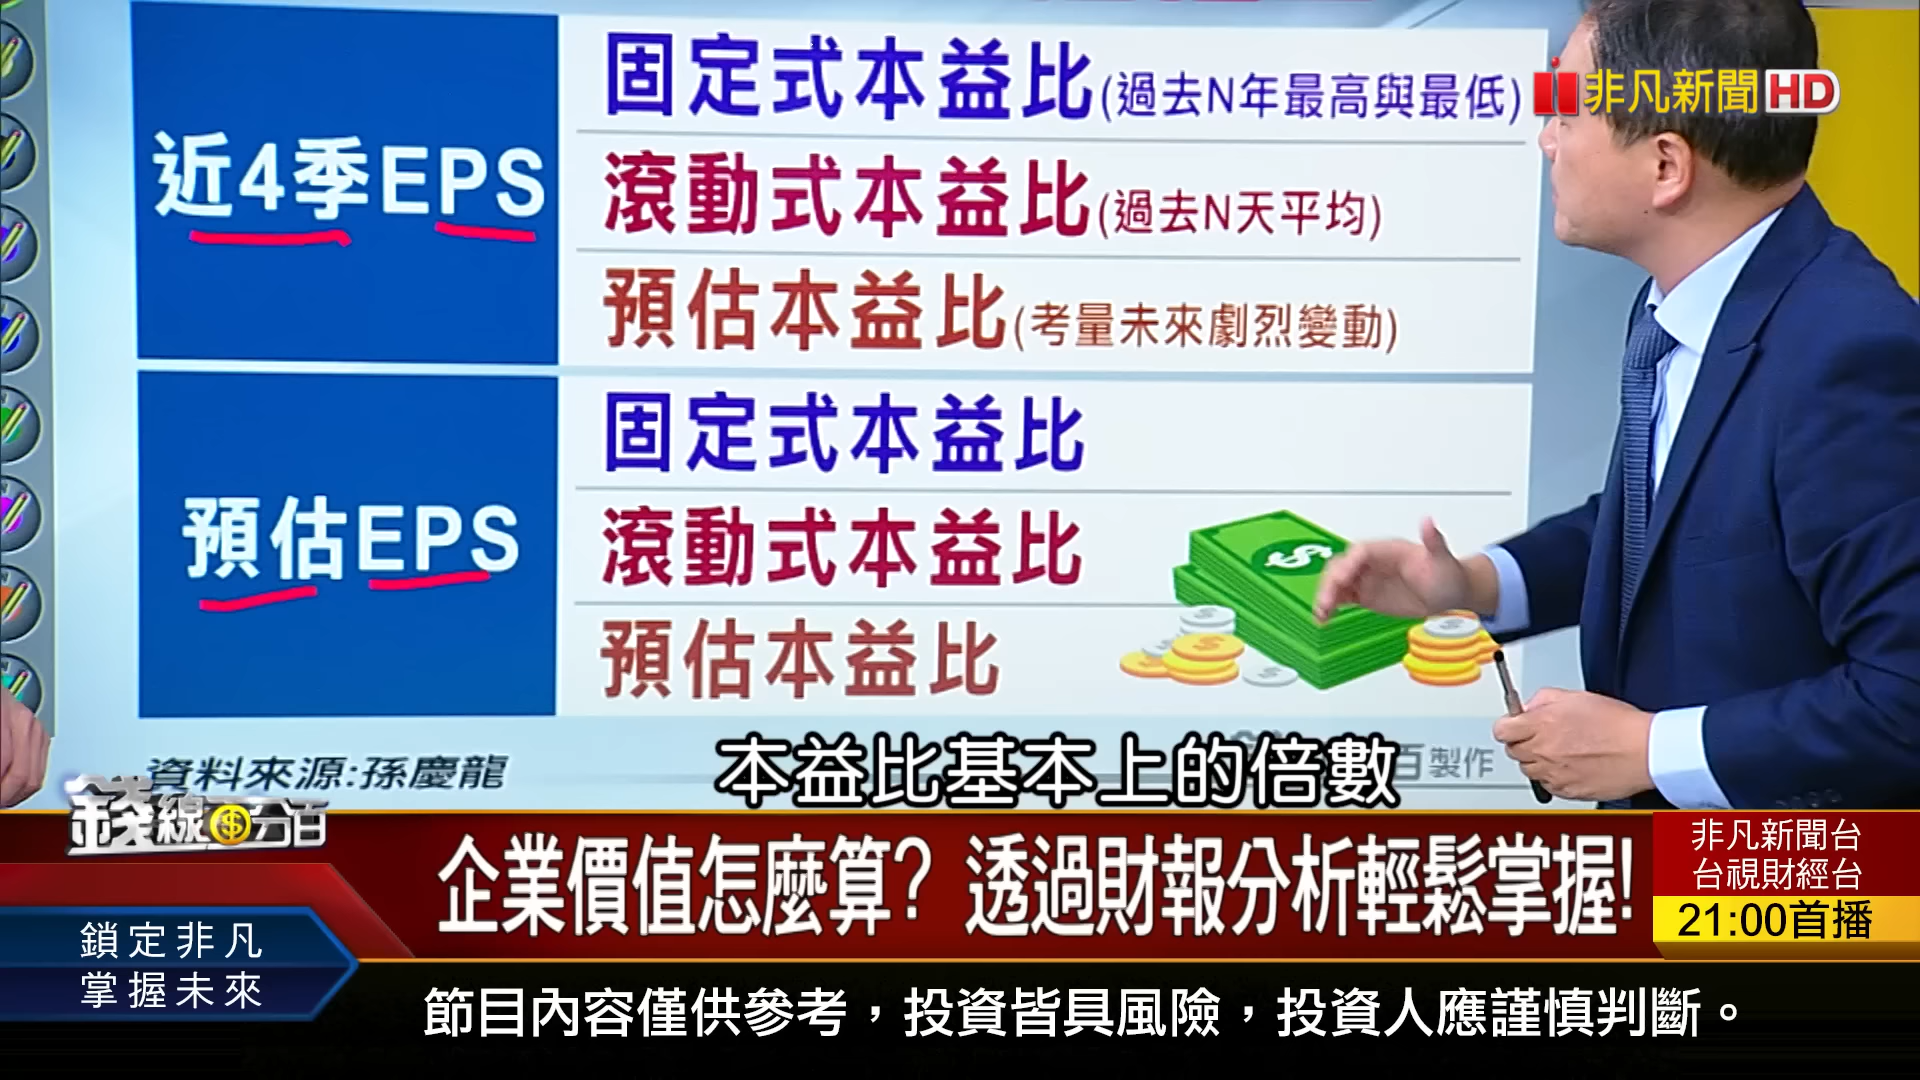 近4季EPS
固定式本益比(過去N年最高與最低)
滾動式本益比(過去N天平均)
預估本益比(考量未來劇烈變動)
預估EPS
固定式本益比
滾動式本益比
預估本益比
非凡新聞HD
資料來源:孫慶龍
百製作
本益比基本上的倍數
錢線百分百
企業價值怎麼算? 透過財報分析輕鬆掌握!
非凡新聞台
台視財經台
21:00首播
鎖定非凡
掌握未來
節目內容僅供參考，投資皆具風險，投資人應謹慎判斷。